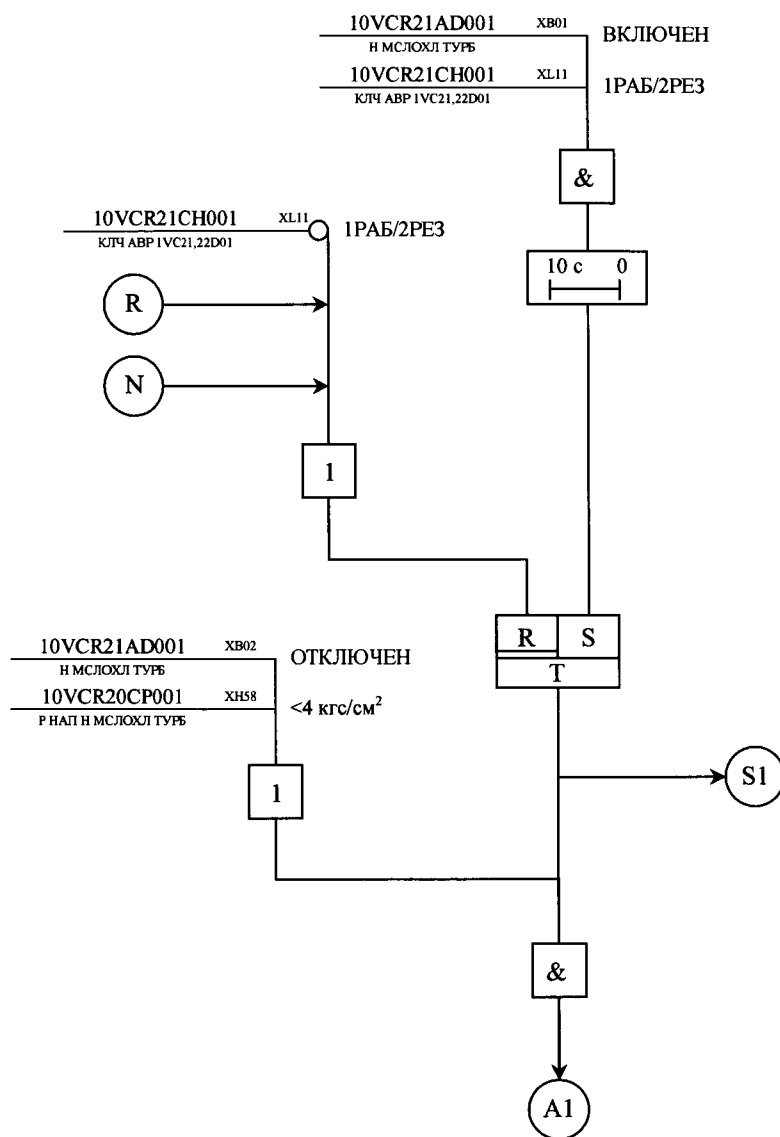 10VCR21AD001 XB01 ВКЛЮЧЕН
Н МСЛОХЛ ТУРБ
10VCR21CH001 XL11 1РАБ/2РЕЗ
КЛЧ АВР 1VC21,22D01
&
10VCR21CH001 XL11 1РАБ/2РЕЗ
КЛЧ АВР 1VC21,22D01
10 с 0
R
N
1
R S
T
10VCR21AD001 XB02 ОТКЛЮЧЕН
Н МСЛОХЛ ТУРБ
10VCR20CP001 XH58 <4 кгс/см²
Р НАП Н МСЛОХЛ ТУРБ
S1
1
&
A1